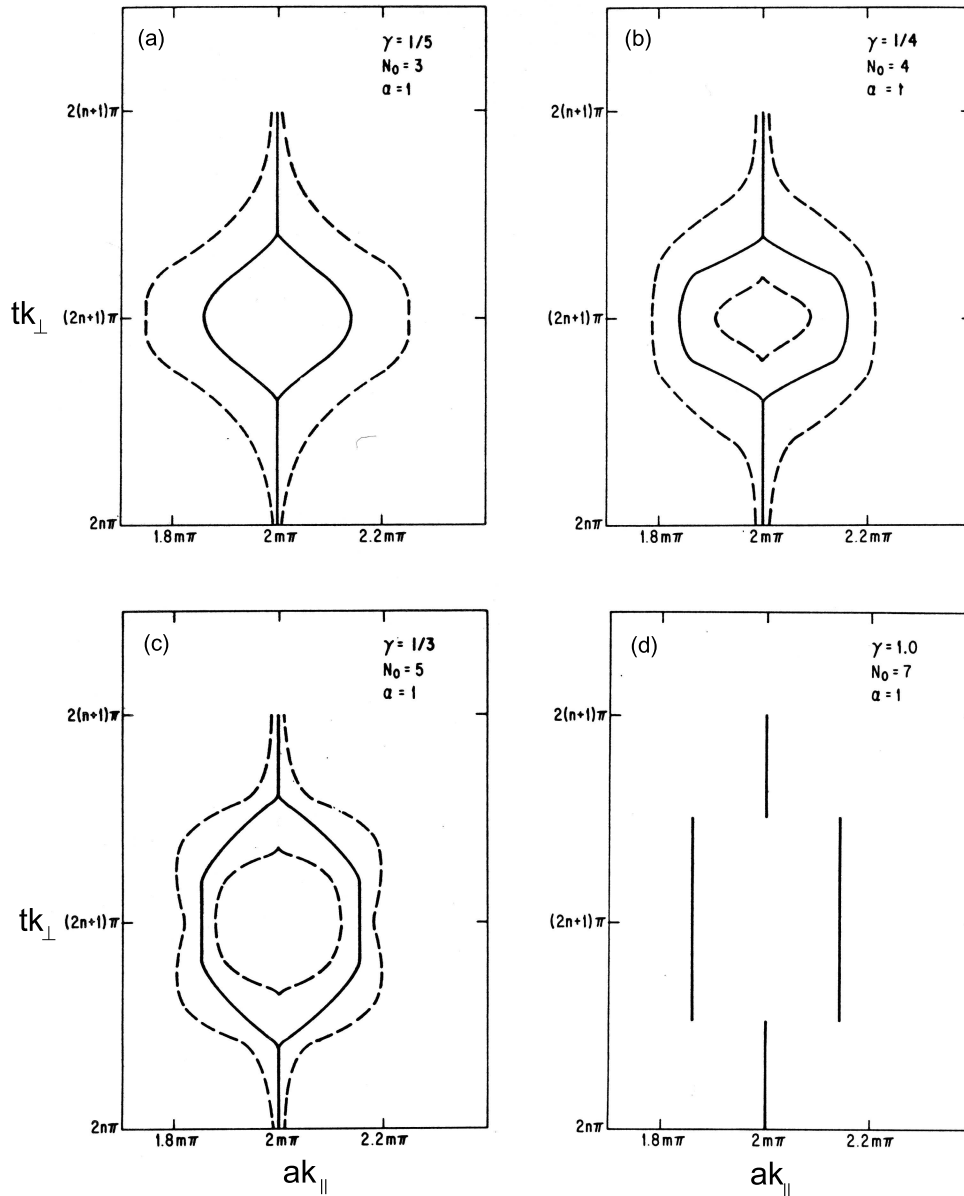 (a)
γ = 1/5
N₀ = 3
α = 1
2(n+1)π
tk⊥ (2n+1)π
2nπ
1.8mπ 2mπ 2.2mπ
(b)
γ = 1/4
N₀ = 4
α = 1
2(n+1)π
(2n+1)π
2nπ
1.8mπ 2mπ 2.2mπ
(c)
γ = 1/3
N₀ = 5
α = 1
2(n+1)π
tk⊥ (2n+1)π
2nπ
1.8mπ 2mπ 2.2mπ
ak||
(d)
γ = 1.0
N₀ = 7
α = 1
2(n+1)π
(2n+1)π
2nπ
1.8mπ 2mπ 2.2mπ
ak||